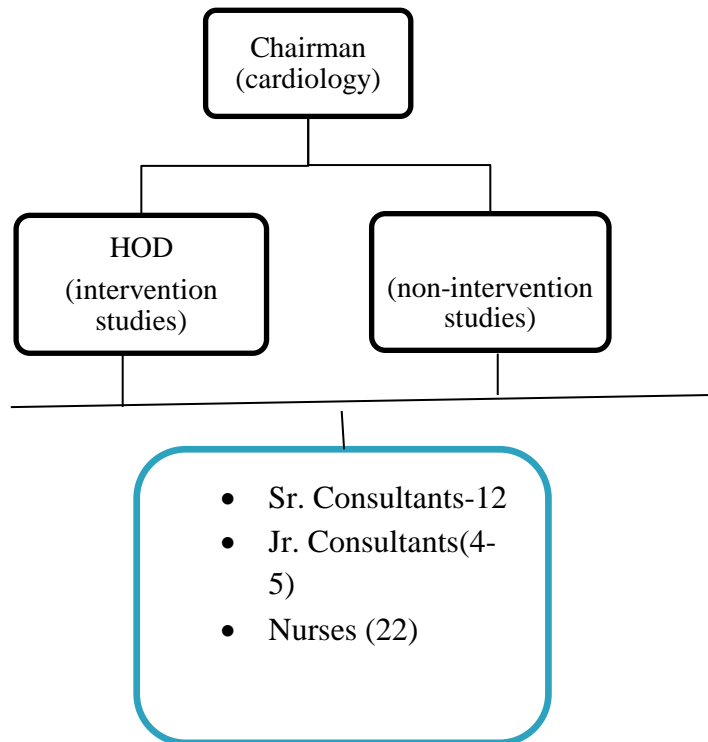 Chairman
(cardiology)
HOD
(intervention
studies)
(non-intervention
studies)
• Sr. Consultants-12
• Jr. Consultants(4-
5)
• Nurses (22)